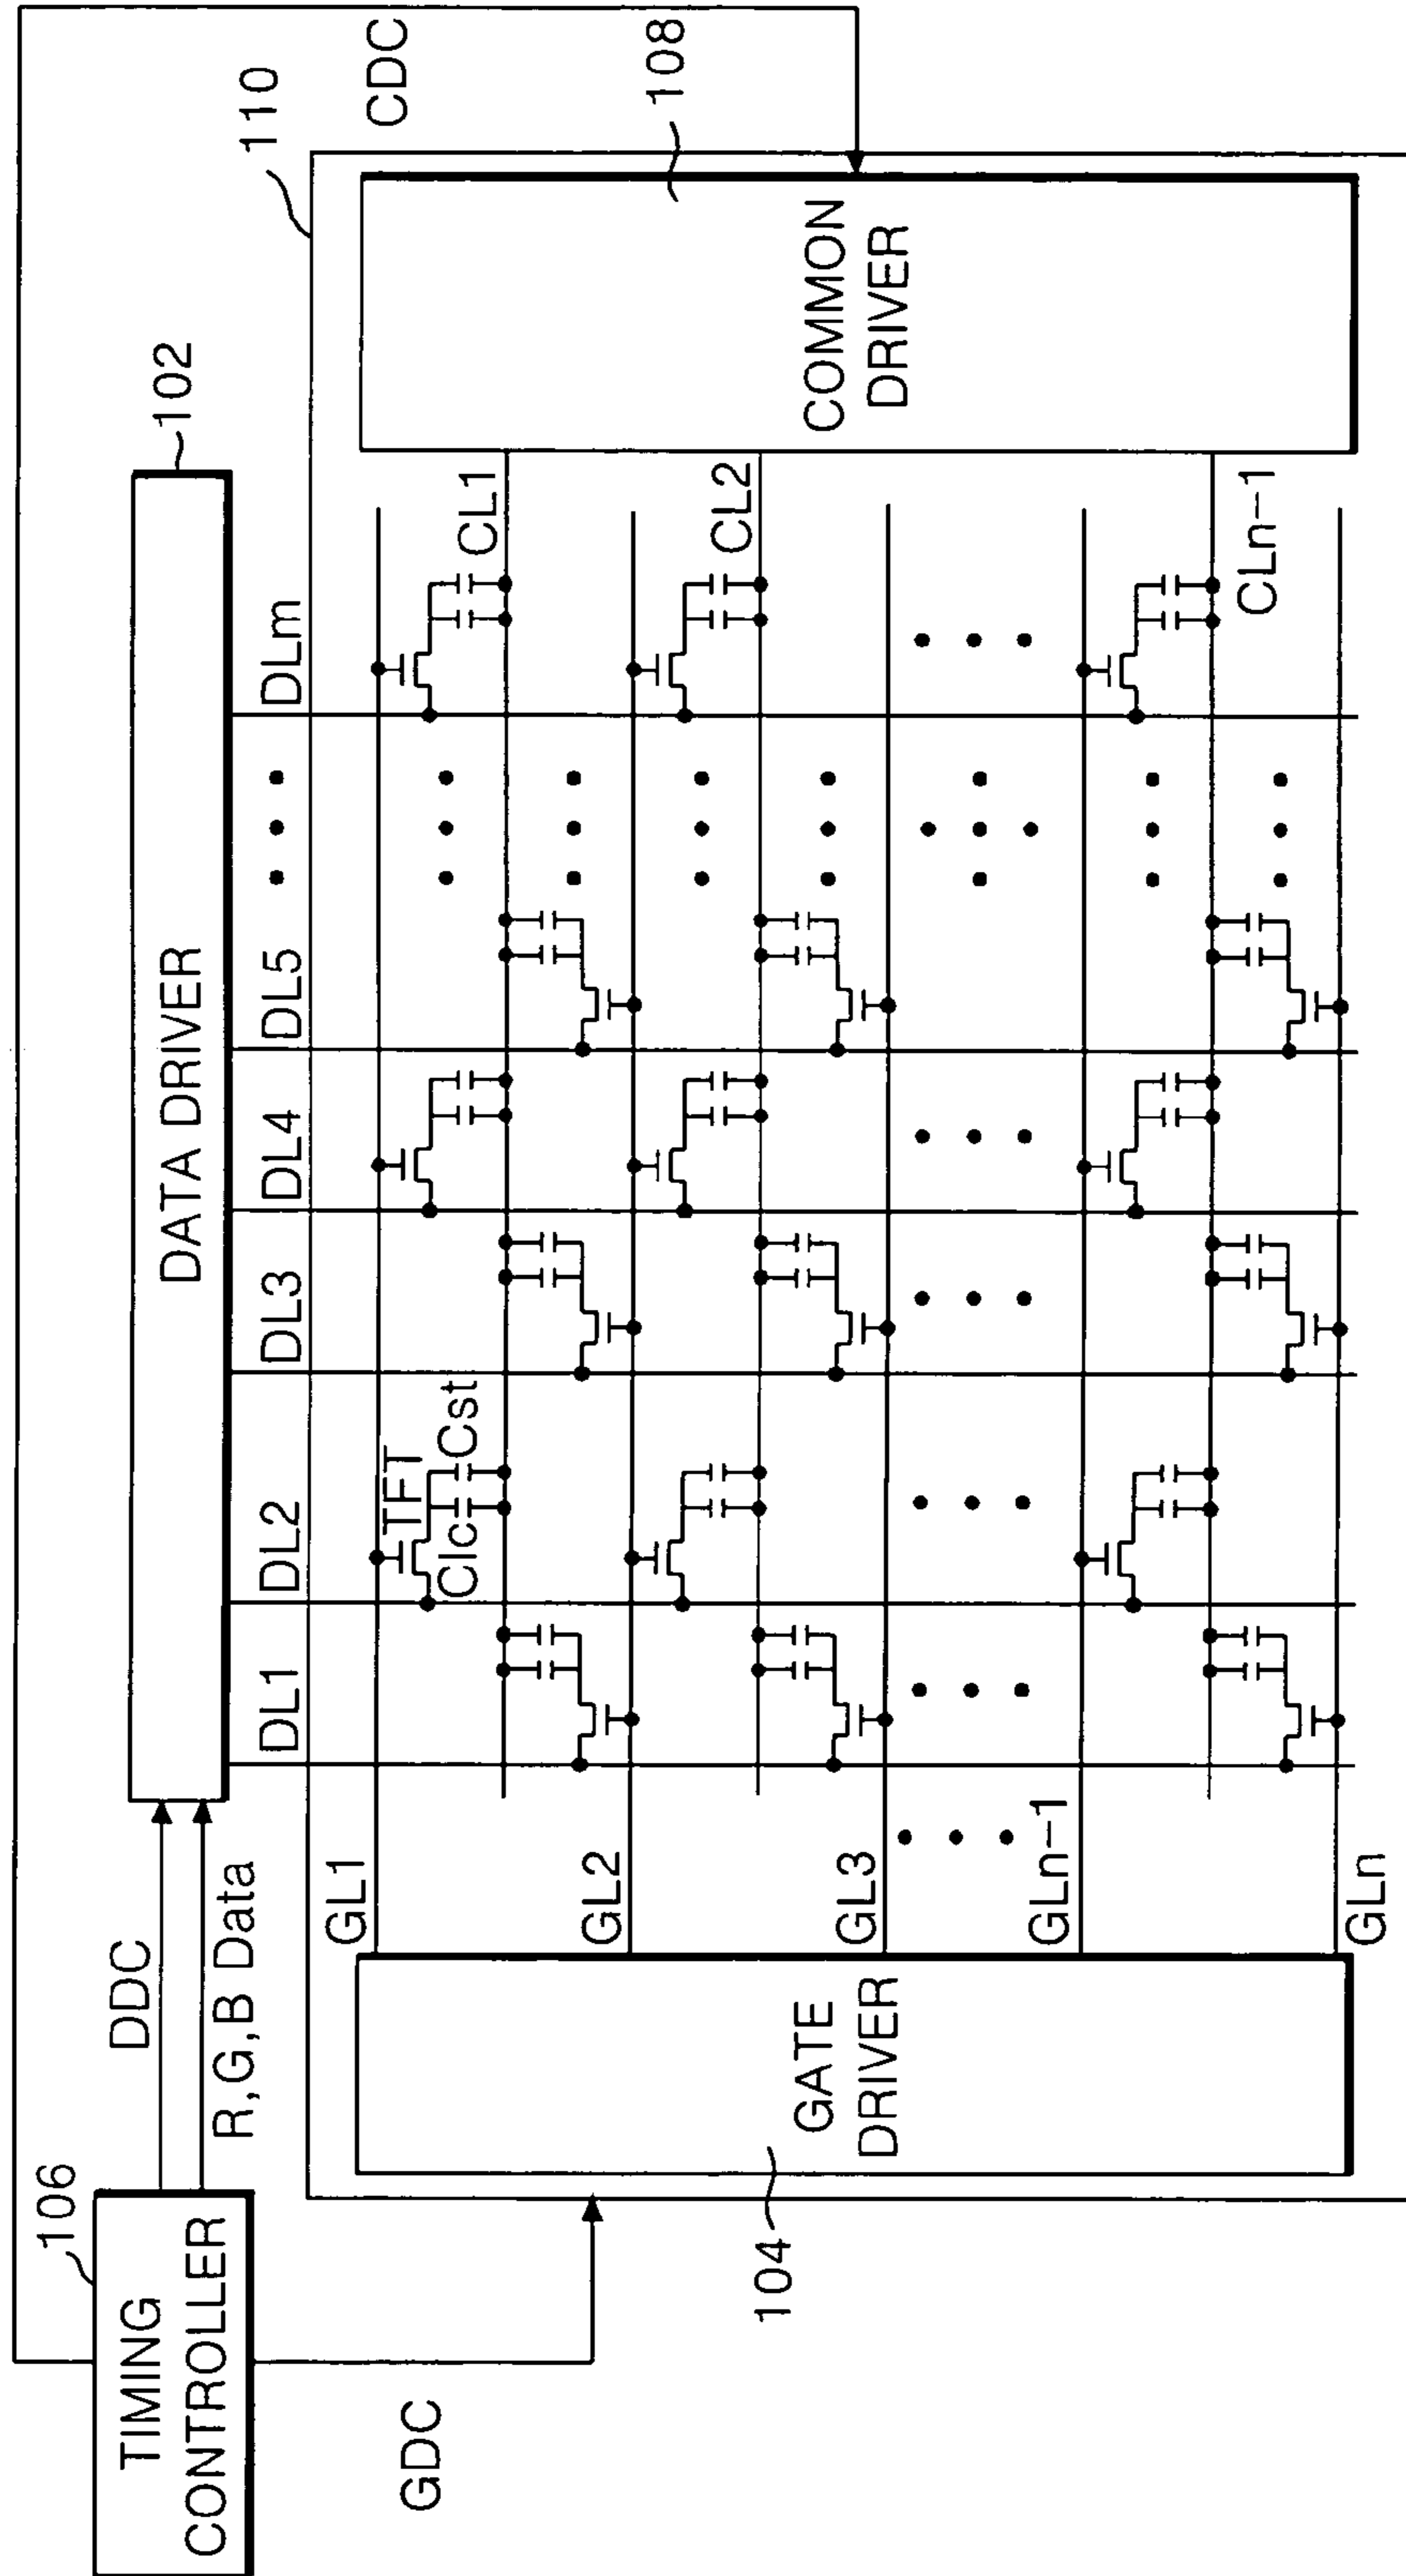 106
TIMING
CONTROLLER
DDC
R,G,B Data
GDC
CDC
DATA DRIVER
102
110
DL1
DL2
DL3
DL4
DL5
DLm
GL1
TFT
Clc
Cst
CL1
GL2
CL2
GL3
GLn-1
CLn-1
GLn
GATE
DRIVER
104
COMMON
DRIVER
108